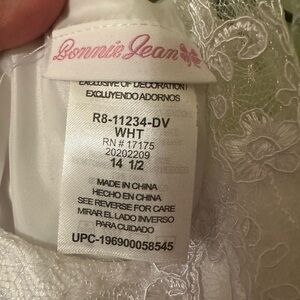 Bonnie Jean
EXCLUSIVE OF DECORATION
EXCLUYENDO ADORNOS
R8-11234-DV
WHT
RN # 17175
20202209
14 1/2
MADE IN CHINA
HECHO EN CHINA
SEE REVERSE FOR CARE
MIRAR EL LADO INVERSO
PARA CUIDADO
UPC-196900058545